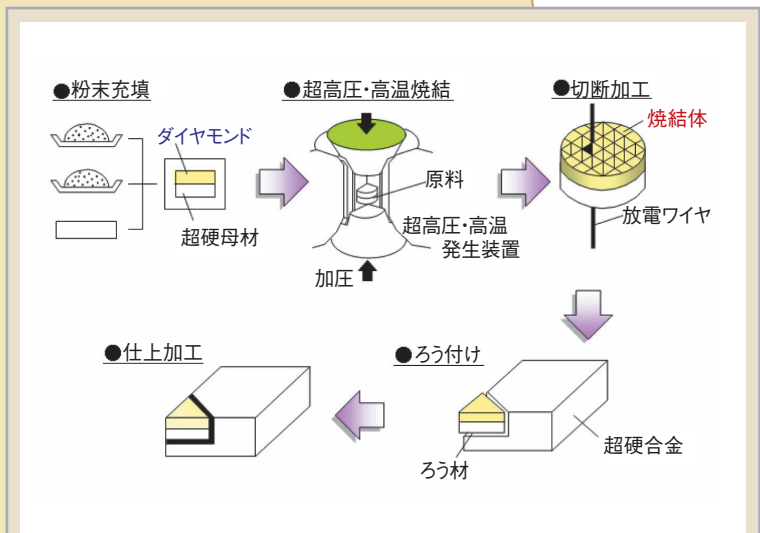 ●粉末充填
ダイヤモンド
超硬母材
●超高圧・高温焼結
原料
超高圧・高温
発生装置
加圧
●切断加工
焼結体
放電ワイヤ
●ろう付け
超硬合金
ろう材
●仕上加工